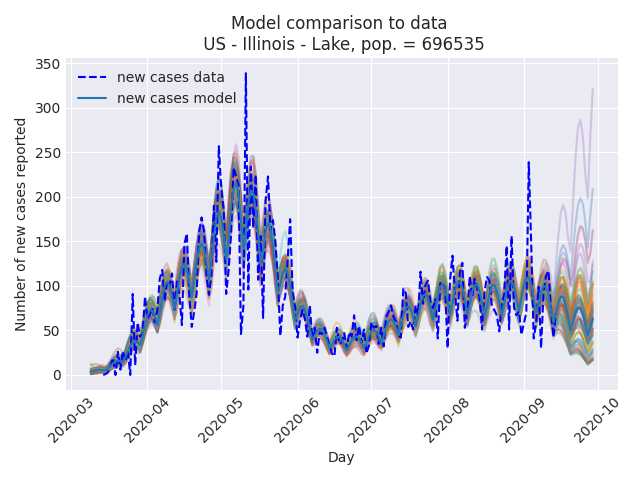 Model comparison to data
US - Illinois - Lake, pop. = 696535
350
300
250
200
150
100
50
0
Number of new cases reported
new cases data
new cases model
2020-03
2020-04
2020-05
2020-06
2020-07
2020-08
2020-09
2020-10
Day